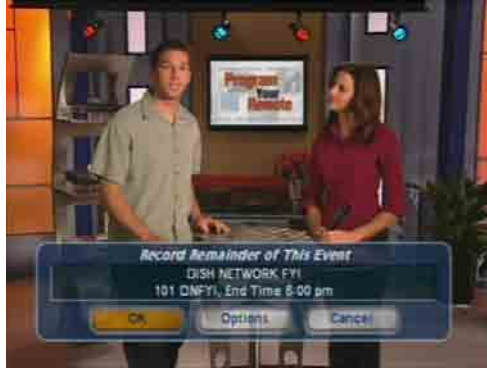 Program
Your
Remote
Record Remainder of This Event
DISH NETWORK FYI
101 DNFYI, End Time 6:00 pm
OK
Options
Cancel